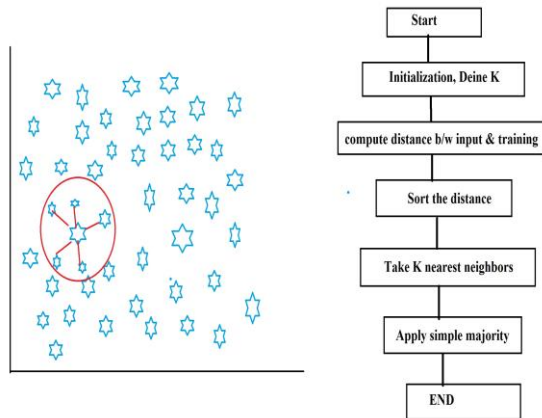 Start
Initialization, Deine K
compute distance b/w input & training
Sort the distance
Take K nearest neighbors
Apply simple majority
END